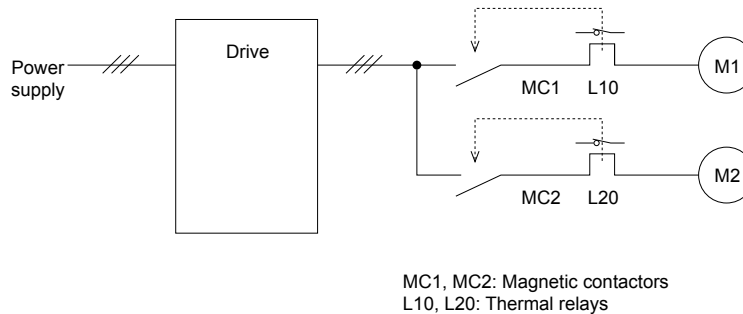 Power
supply
Drive
MC1
L10
M1
MC2
L20
M2
MC1, MC2: Magnetic contactors
L10, L20: Thermal relays